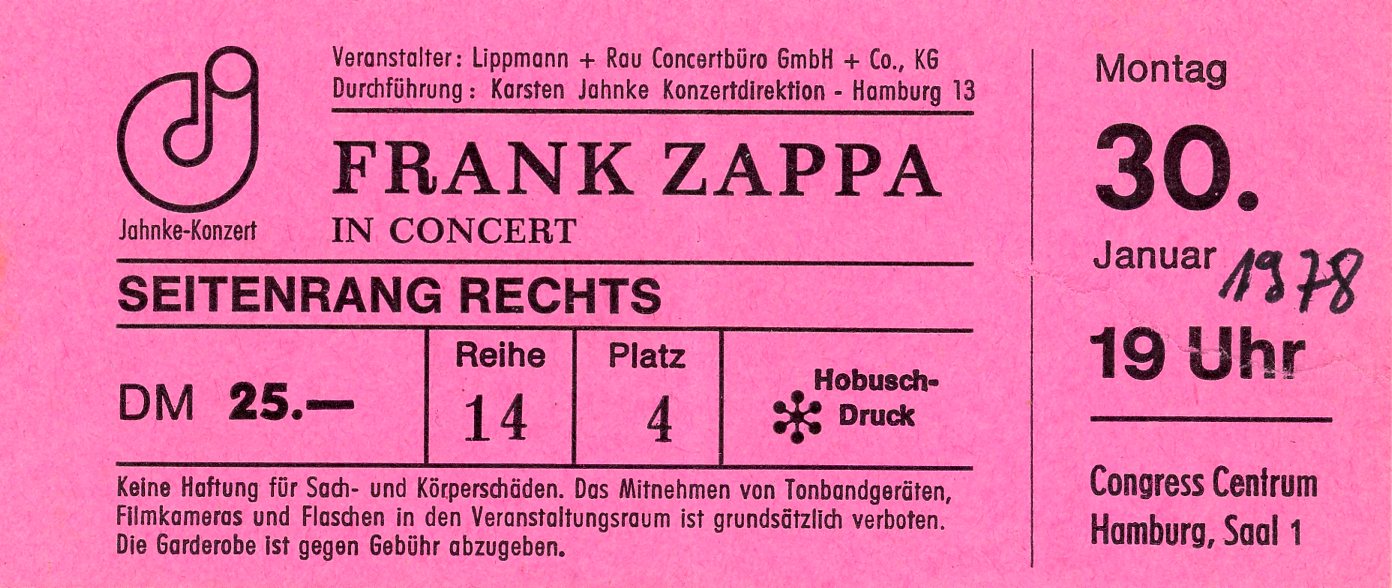 Veranstalter: Lippmann + Rau Concertbüro GmbH + Co., KG
Durchführung: Karsten Jahnke Konzertdirektion - Hamburg 13
FRANK ZAPPA
IN CONCERT
Jahnke-Konzert
SEITENRANG RECHTS
DM 25.—
Reihe
14
Platz
4
Hobusch-
Druck
Keine Haftung für Sach- und Körperschäden. Das Mitnehmen von Tonbandgeräten,
Filmkameras und Flaschen in den Veranstaltungsraum ist grundsätzlich verboten.
Die Garderobe ist gegen Gebühr abzugeben.
Montag
30.
Januar 1978
19 Uhr
Congress Centrum
Hamburg, Saal 1